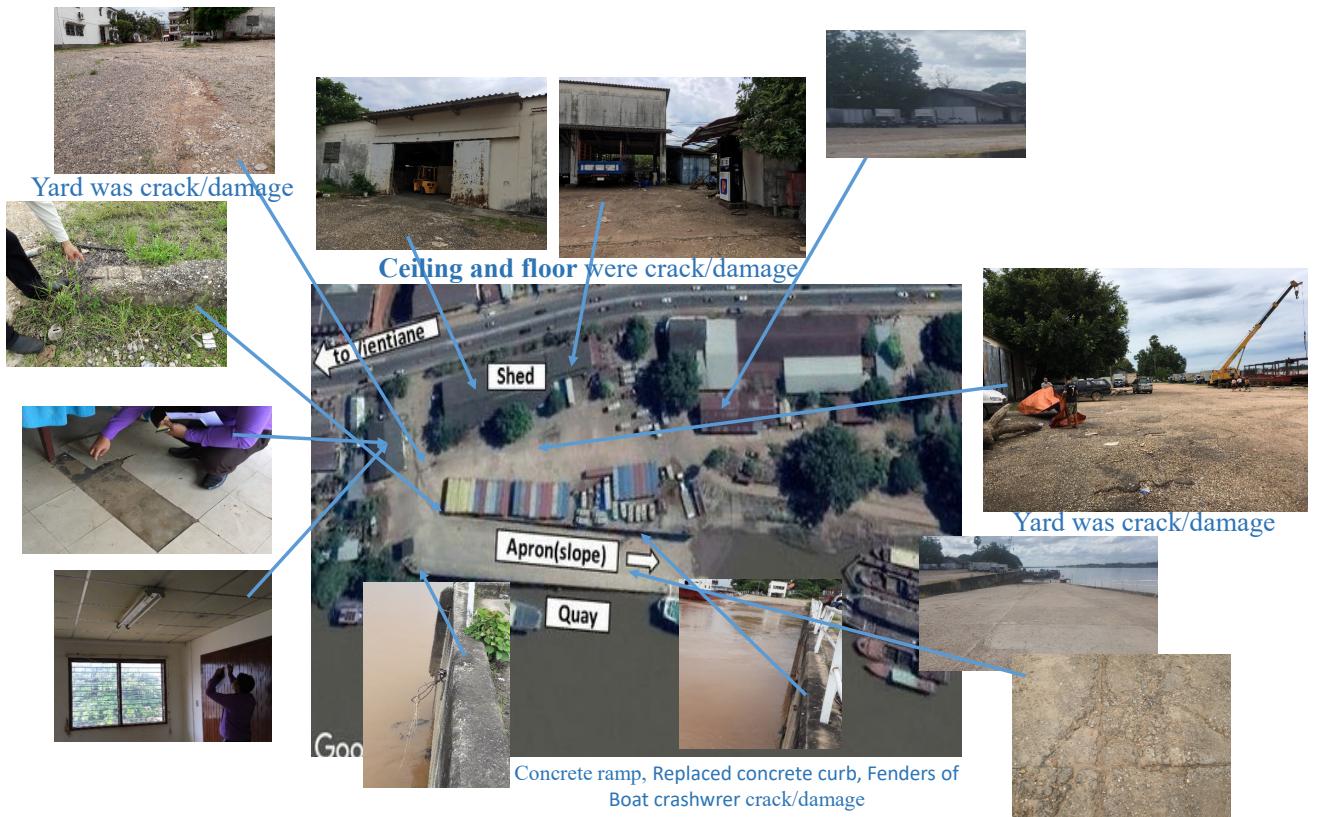 Yard was crack/damage
Ceiling and floor were crack/damage
to Vientiane
Shed
Yard was crack/damage
Apron(slope)
Quay
Goo
Concrete ramp, Replaced concrete curb, Fenders of
Boat crashwrer crack/damage